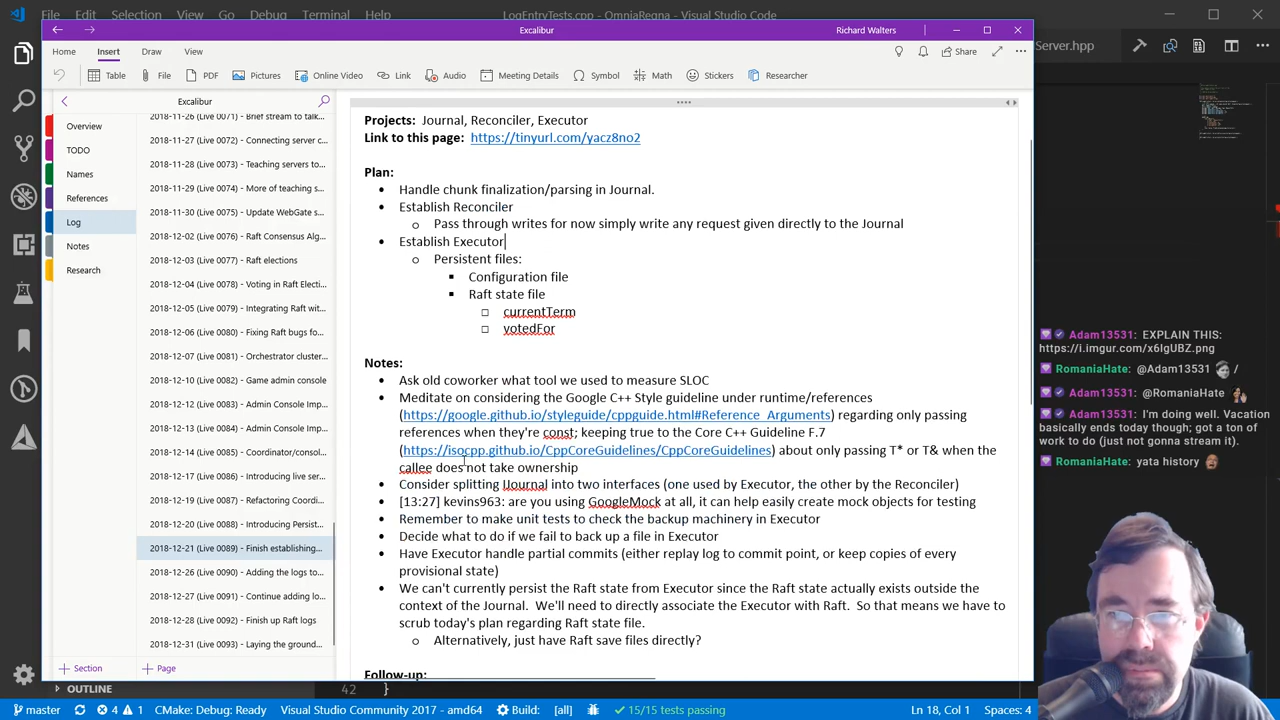 File Edit Selection View Go Debug Terminal Help
LogEntryTests.cpp - OmniaRegna - Visual Studio Code
Excalibur
Richard Walters
Server.hpp
Home Insert Draw View
Share
Table File PDF Pictures Online Video Link Audio Meeting Details Symbol Math Stickers Researcher
Excalibur
Overview
TODO
Names
References
Log
Notes
Research
2018-11-26 (Live 0071) - Brief stream to talk...
2018-11-27 (Live 0072) - Connecting server c...
2018-11-28 (Live 0073) - Teaching servers to...
2018-11-29 (Live 0074) - More of teaching s...
2018-11-30 (Live 0075) - Update WebGate s...
2018-12-02 (Live 0076) - Raft Consensus Alg...
2018-12-03 (Live 0077) - Raft elections
2018-12-04 (Live 0078) - Voting in Raft Electi...
2018-12-05 (Live 0079) - Integrating Raft wit...
2018-12-06 (Live 0080) - Fixing Raft bugs fo...
2018-12-07 (Live 0081) - Orchestrator cluster...
2018-12-10 (Live 0082) - Game admin console
2018-12-12 (Live 0083) - Admin Console Imp...
2018-12-13 (Live 0084) - Admin Console Imp...
2018-12-14 (Live 0085) - Coordinator/consol...
2018-12-17 (Live 0086) - Introducing live ser...
2018-12-19 (Live 0087) - Refactoring Coordi...
2018-12-20 (Live 0088) - Introducing Persist...
2018-12-21 (Live 0089) - Finish establishing...
2018-12-26 (Live 0090) - Adding the logs to...
2018-12-27 (Live 0091) - Continue adding lo...
2018-12-28 (Live 0092) - Finish up Raft logs
2018-12-31 (Live 0093) - Laying the ground...
Section
Page
Projects: Journal, Reconciler, Executor
Link to this page: https://tinyurl.com/yacz8no2
Plan:
Handle chunk finalization/parsing in Journal.
Establish Reconciler
Pass through writes for now simply write any request given directly to the Journal
Establish Executor
Persistent files:
Configuration file
Raft state file
currentTerm
votedFor
Notes:
Ask old coworker what tool we used to measure SLOC
Meditate on considering the Google C++ Style guideline under runtime/references
(https://google.github.io/styleguide/cppguide.html#Reference_Arguments) regarding only passing
references when they're const; keeping true to the Core C++ Guideline F.7
(https://isocpp.github.io/CppCoreGuidelines/CppCoreGuidelines) about only passing T* or T& when the
callee does not take ownership
Consider splitting IJournal into two interfaces (one used by Executor, the other by the Reconciler)
[13:27] kevins963: are you using GoogleMock at all, it can help easily create mock objects for testing
Remember to make unit tests to check the backup machinery in Executor
Decide what to do if we fail to back up a file in Executor
Have Executor handle partial commits (either replay log to commit point, or keep copies of every
provisional state)
We can't currently persist the Raft state from Executor since the Raft state actually exists outside the
context of the Journal. We'll need to directly associate the Executor with Raft. So that means we have to
scrub today's plan regarding Raft state file.
Alternatively, just have Raft save files directly?
Follow-up:
Adam13531: EXPLAIN THIS:
https://i.imgur.com/x6IgUBZ.png
RomaniaHate: @Adam13531 /
Adam13531: @RomaniaHate
Adam13531: I'm doing well. Vacation
basically ends today though; got a ton of
work to do (just not gonna stream it).
RomaniaHate: yata history
OUTLINE
42 }
master 4 1 CMake: Debug: Ready Visual Studio Community 2017 - amd64 Build: [all] 15/15 tests passing Ln 18, Col 1 Spaces: 4